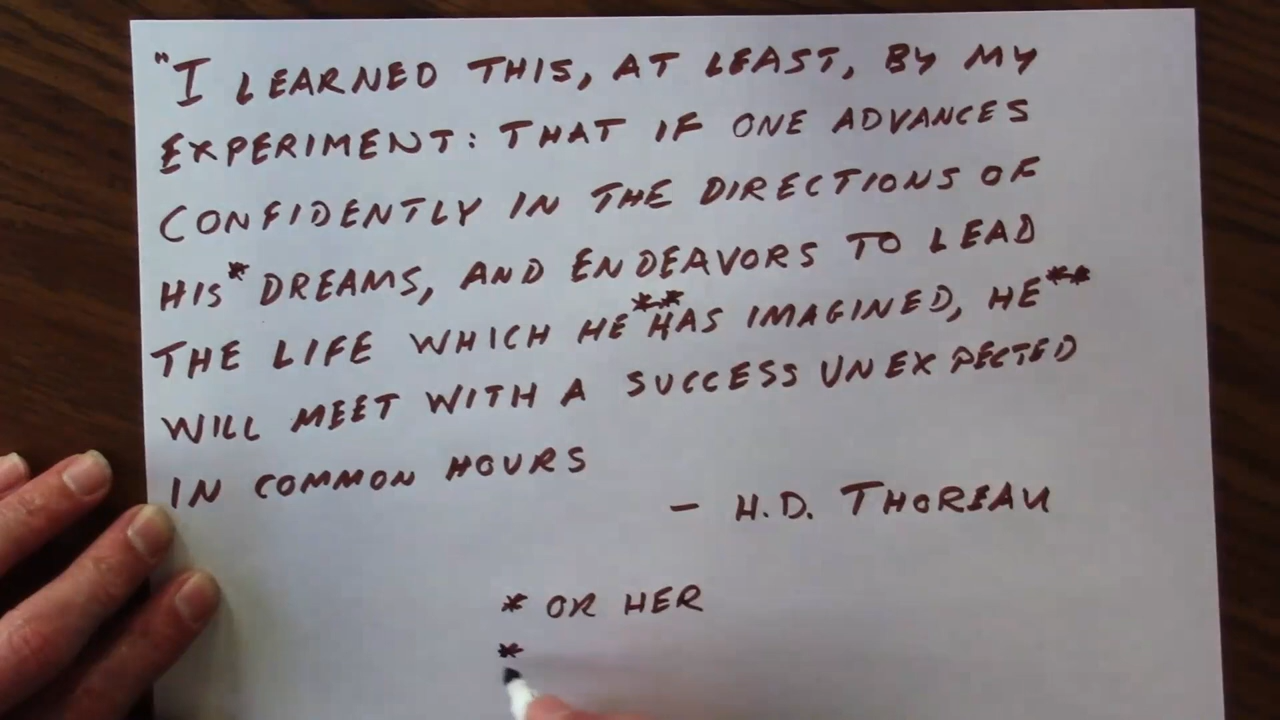 "I LEARNED THIS, AT LEAST, BY MY
EXPERIMENT: THAT IF ONE ADVANCES
CONFIDENTLY IN THE DIRECTIONS OF
HIS* DREAMS, AND ENDEAVORS TO LEAD
THE LIFE WHICH HE** HAS IMAGINED, HE**
WILL MEET WITH A SUCCESS UNEXPECTED
IN COMMON HOURS
— H.D. THOREAU
* OR HER
*